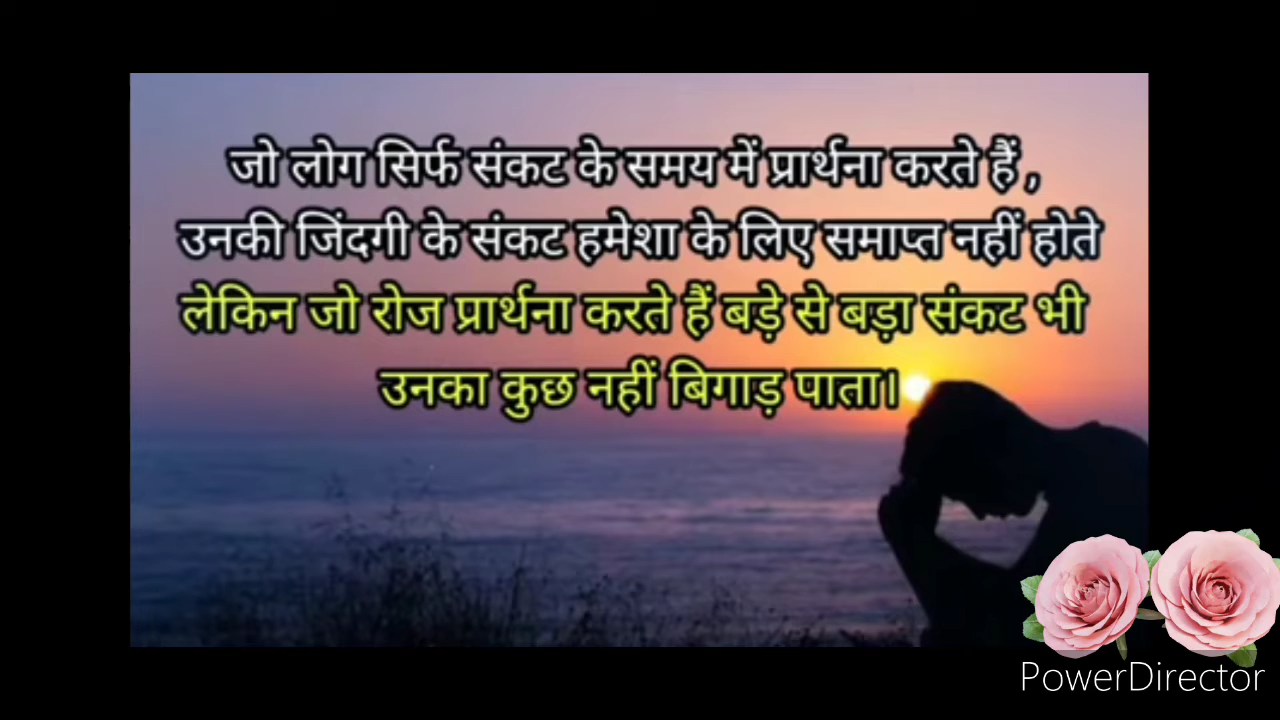 जो लोग सिर्फ संकट के समय में प्रार्थना करते हैं ,
उनकी जिंदगी के संकट हमेशा के लिए समाप्त नहीं होते
लेकिन जो रोज प्रार्थना करते हैं बड़े से बड़ा संकट भी
उनका कुछ नहीं बिगाड़ पाता।
PowerDirector